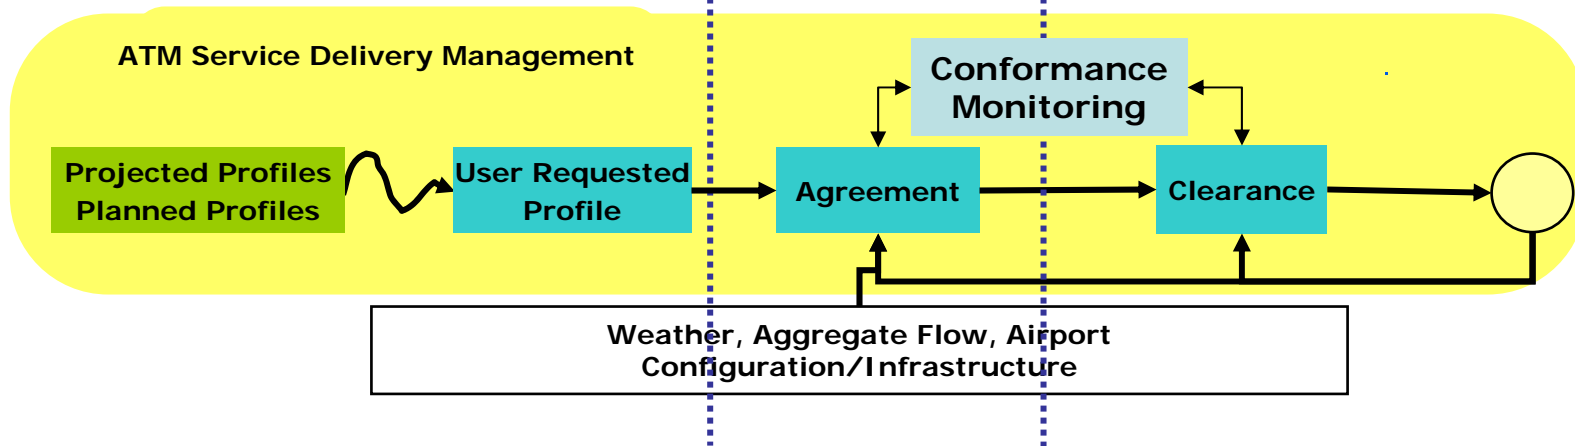 ATM Service Delivery Management
Conformance
Monitoring
Projected Profiles
Planned Profiles
User Requested
Profile
Agreement
Clearance
Weather, Aggregate Flow, Airport
Configuration/Infrastructure